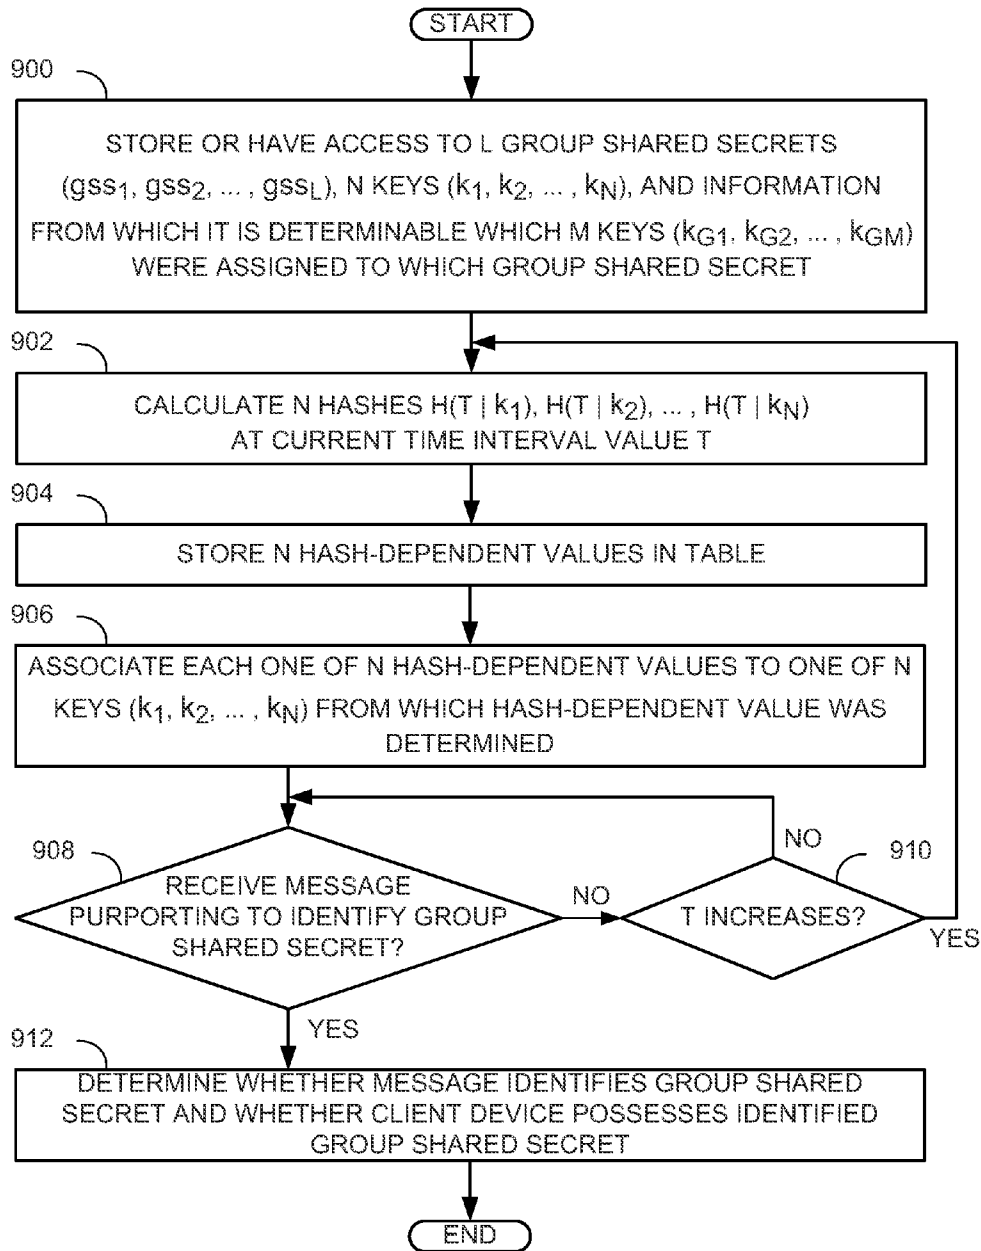 START
900
STORE OR HAVE ACCESS TO L GROUP SHARED SECRETS
(gss1, gss2, ... , gssL), N KEYS (k1, k2, ... , kN), AND INFORMATION
FROM WHICH IT IS DETERMINABLE WHICH M KEYS (kG1, kG2, ... , kGM)
WERE ASSIGNED TO WHICH GROUP SHARED SECRET
902
CALCULATE N HASHES H(T | k1), H(T | k2), ... , H(T | kN)
AT CURRENT TIME INTERVAL VALUE T
904
STORE N HASH-DEPENDENT VALUES IN TABLE
906
ASSOCIATE EACH ONE OF N HASH-DEPENDENT VALUES TO ONE OF N
KEYS (k1, k2, ... , kN) FROM WHICH HASH-DEPENDENT VALUE WAS
DETERMINED
908
RECEIVE MESSAGE
PURPORTING TO IDENTIFY GROUP
SHARED SECRET?
NO
NO
910
T INCREASES?
YES
YES
912
DETERMINE WHETHER MESSAGE IDENTIFIES GROUP SHARED
SECRET AND WHETHER CLIENT DEVICE POSSESSES IDENTIFIED
GROUP SHARED SECRET
END